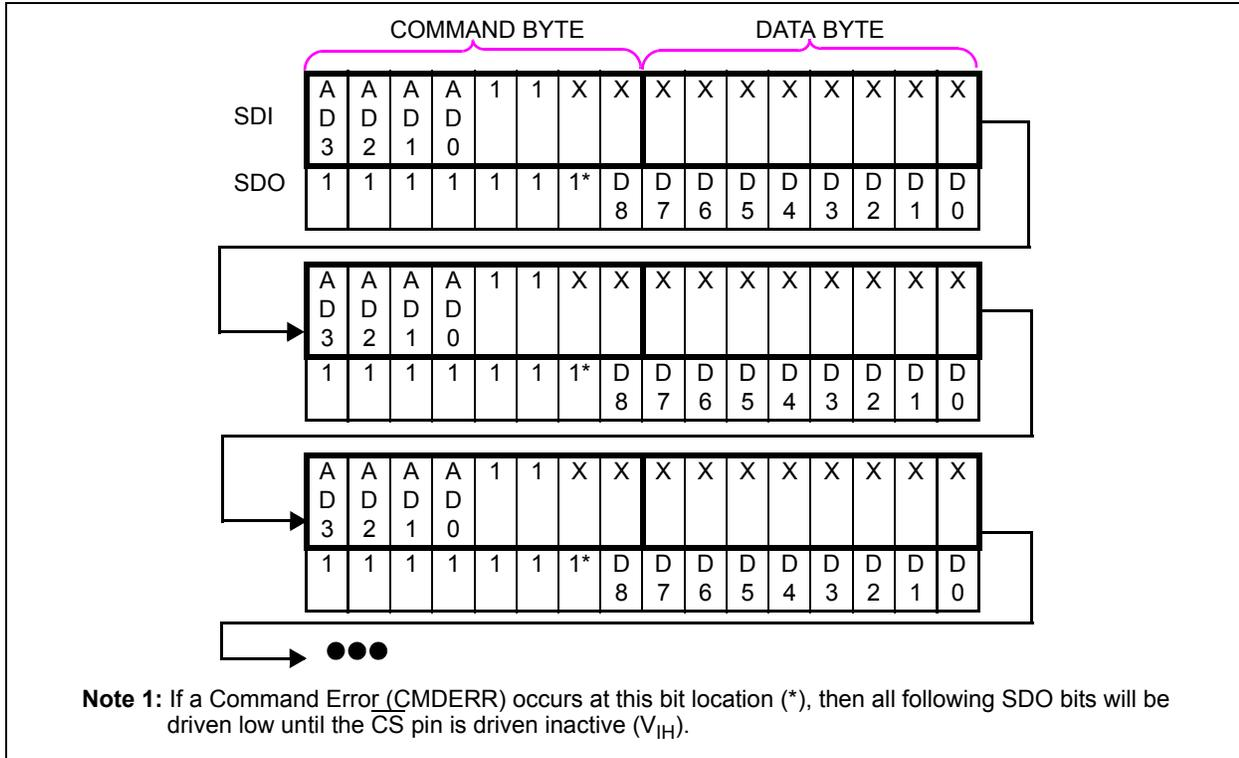 COMMAND BYTE DATA BYTE
SDI A A A A 1 1 X X X X X X X X X X
D D D D
3 2 1 0
SDO 1 1 1 1 1 1 1* D D D D D D D D D
8 7 6 5 4 3 2 1 0
A A A A 1 1 X X X X X X X X X X
D D D D
3 2 1 0
1 1 1 1 1 1 1* D D D D D D D D D
8 7 6 5 4 3 2 1 0
A A A A 1 1 X X X X X X X X X X
D D D D
3 2 1 0
1 1 1 1 1 1 1* D D D D D D D D D
8 7 6 5 4 3 2 1 0
Note 1: If a Command Error (CMDERR) occurs at this bit location (*), then all following SDO bits will be
driven low until the CS pin is driven inactive (VIH).